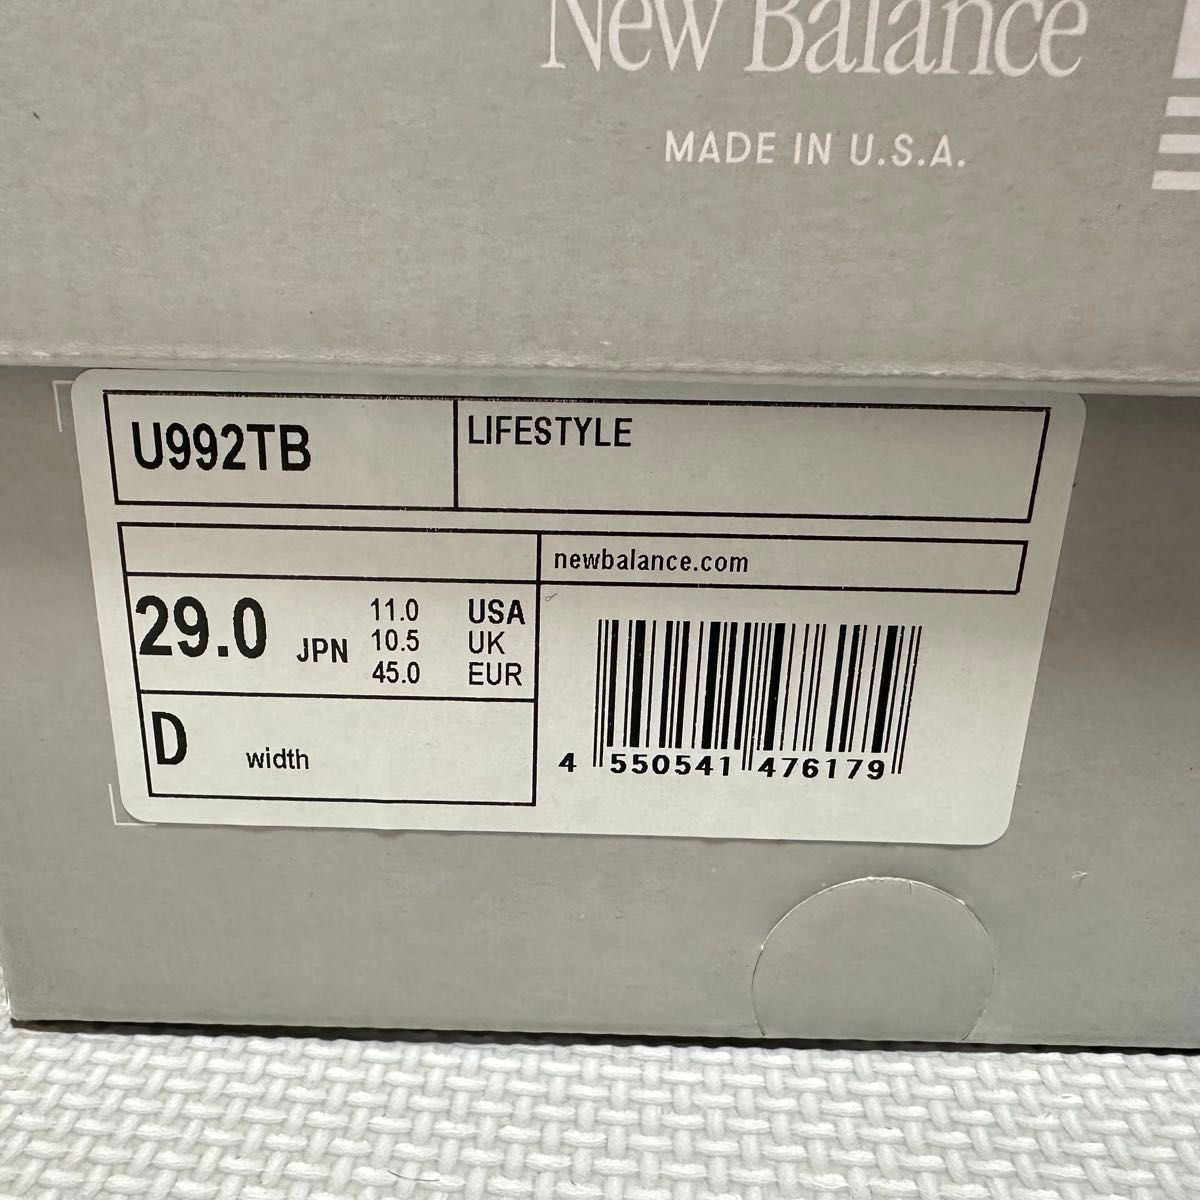 New Balance
MADE IN U.S.A.
U992TB
LIFESTYLE
newbalance.com
29.0 JPN
11.0 USA
10.5 UK
45.0 EUR
D width
4 550541 476179